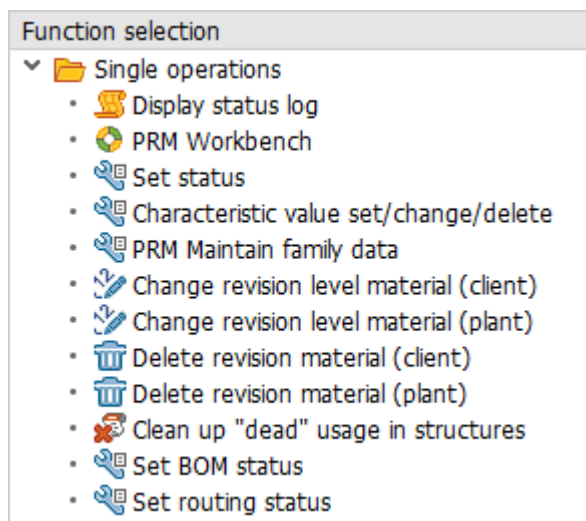 Function selection
Single operations
Display status log
PRM Workbench
Set status
Characteristic value set/change/delete
PRM Maintain family data
Change revision level material (client)
Change revision level material (plant)
Delete revision material (client)
Delete revision material (plant)
Clean up "dead" usage in structures
Set BOM status
Set routing status